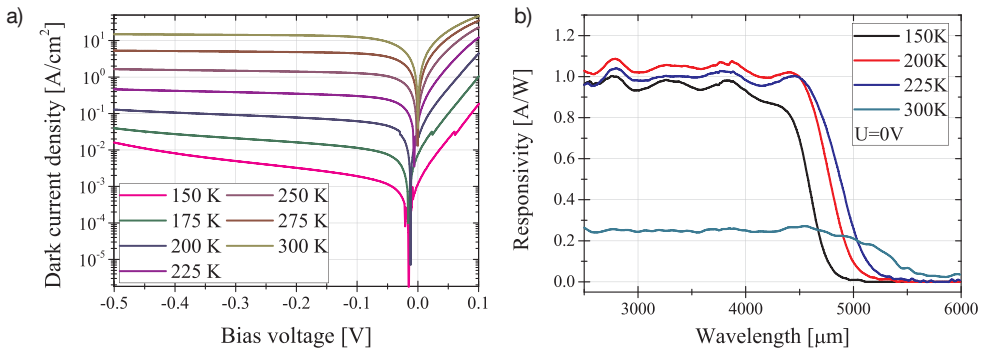 a)
Dark current density [A/cm²]
10¹
10⁰
10⁻¹
10⁻²
10⁻³
10⁻⁴
10⁻⁵
150 K
175 K
200 K
225 K
250 K
275 K
300 K
-0.5 -0.4 -0.3 -0.2 -0.1 0.0 0.1
Bias voltage [V]
b)
Responsivity [A/W]
1.2
1.0
0.8
0.6
0.4
0.2
0.0
150K
200K
225K
300K
U=0V
3000 4000 5000 6000
Wavelength [μm]